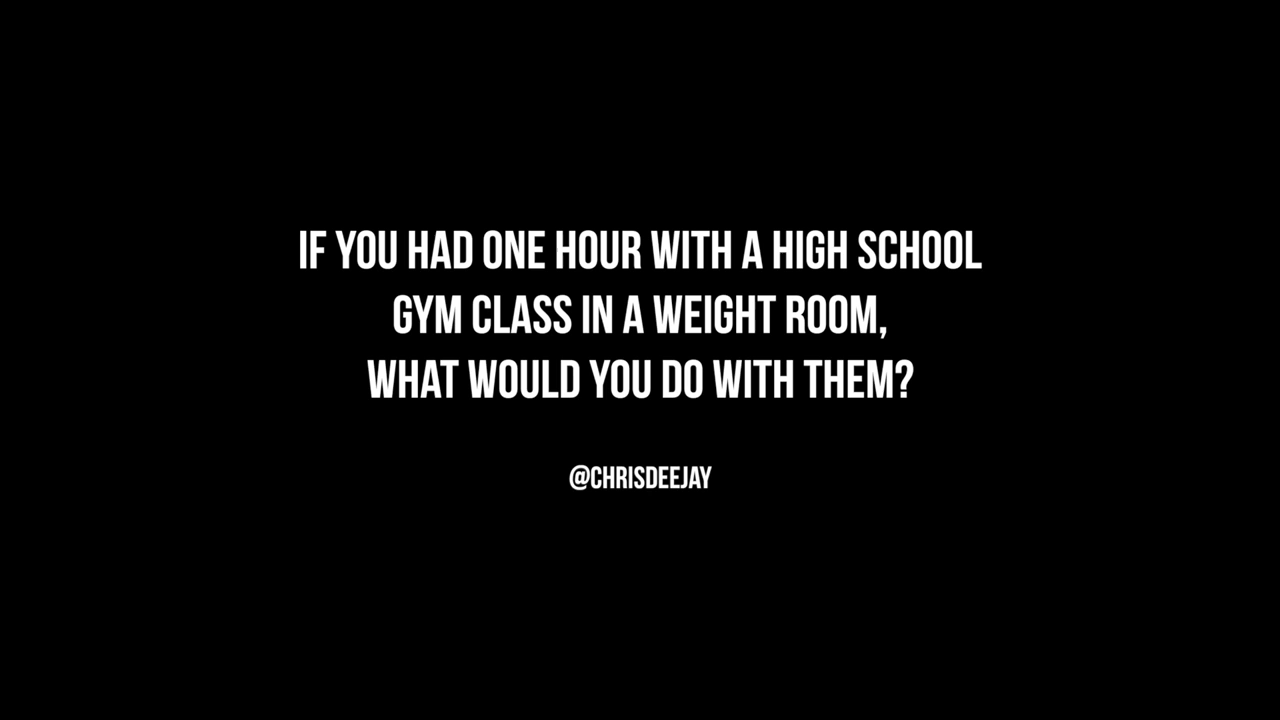 IF YOU HAD ONE HOUR WITH A HIGH SCHOOL
GYM CLASS IN A WEIGHT ROOM,
WHAT WOULD YOU DO WITH THEM?
@CHRISDEEJAY